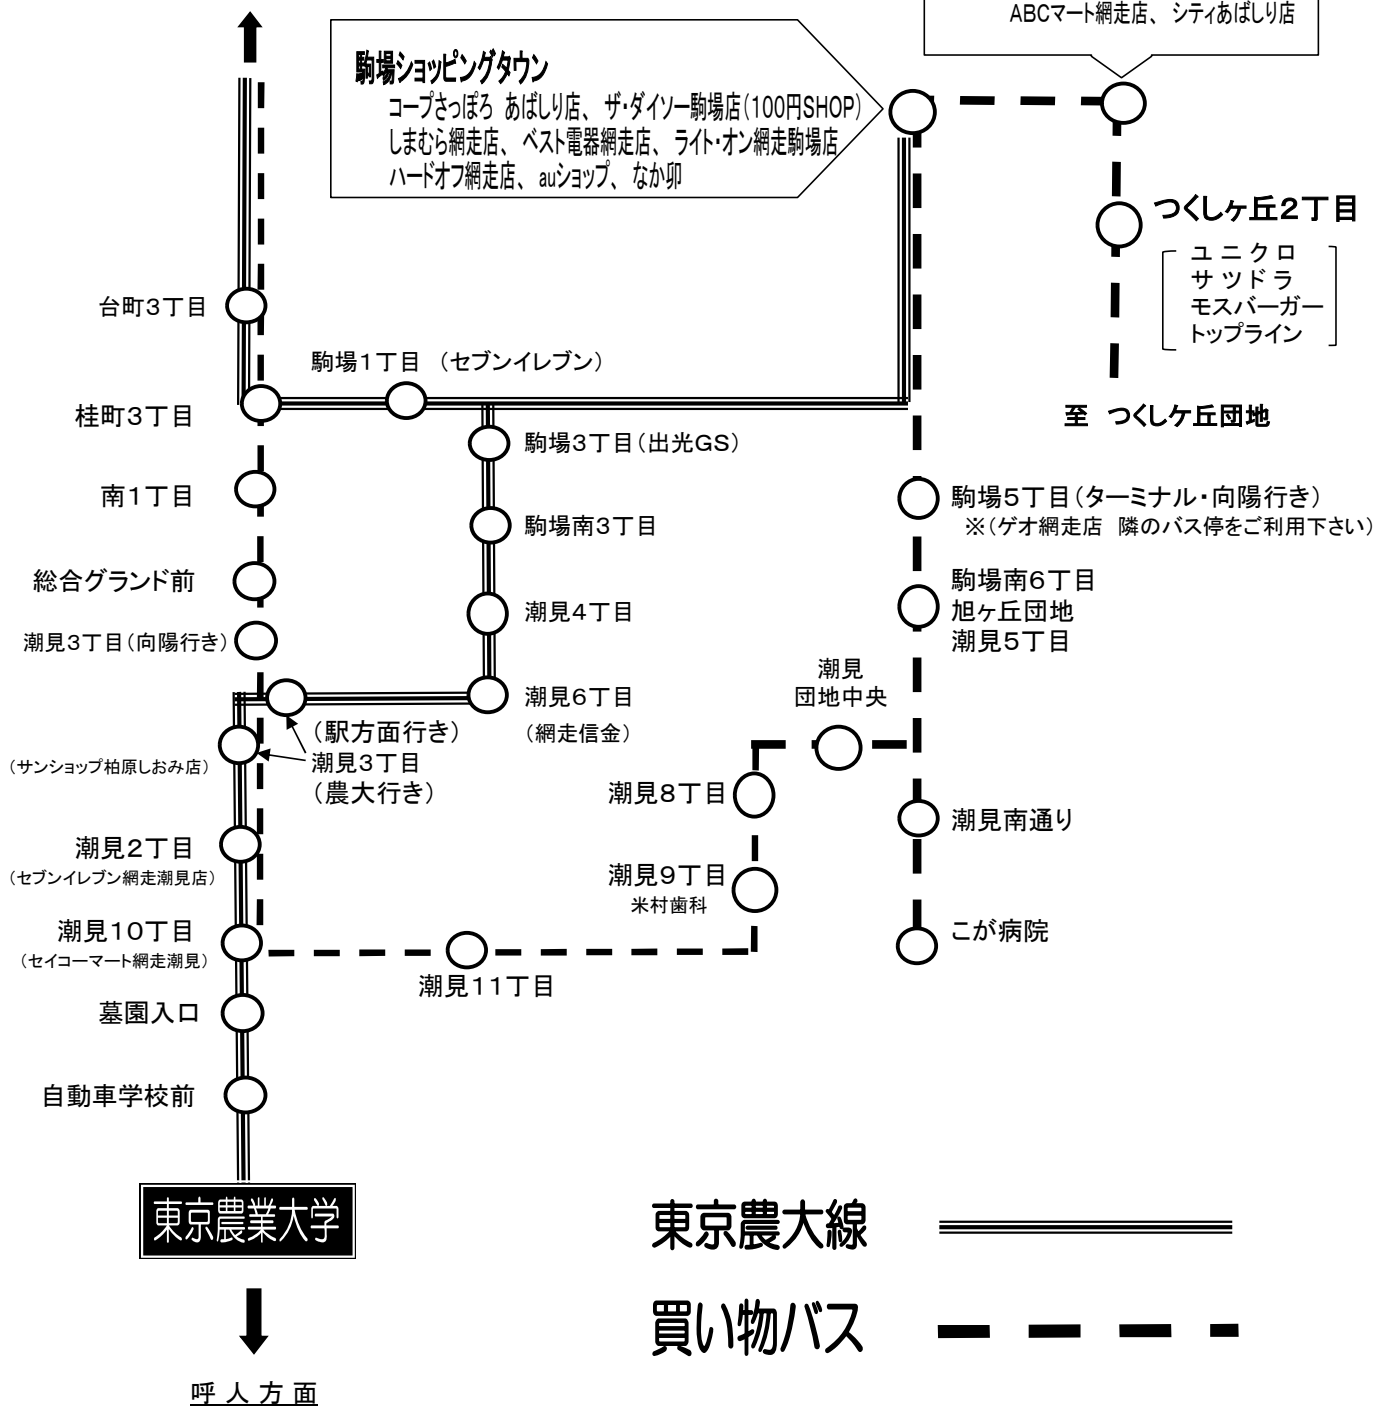 ABCマート網走店、シティあばしり店
駒場ショッピングタウン
コープさっぽろ あばしり店、ザ・ダイソー駒場店(100円SHOP)
しまむら網走店、ベスト電器網走店、ライト・オン網走駒場店
ハードオフ網走店、auショップ、なか卯
つくしヶ丘2丁目
ユニクロ
サツドラ
モスバーガー
トップライン
至 つくしケ丘団地
台町3丁目
駒場1丁目 (セブンイレブン)
桂町3丁目
駒場3丁目(出光GS)
南1丁目
駒場5丁目(ターミナル・向陽行き)
※(ゲオ網走店 隣のバス停をご利用下さい)
駒場南3丁目
総合グランド前
駒場南6丁目
旭ヶ丘団地
潮見5丁目
潮見4丁目
潮見3丁目(向陽行き)
潮見
団地中央
潮見6丁目
(網走信金)
(駅方面行き)
潮見3丁目
(農大行き)
(サンショップ柏原しおみ店)
潮見8丁目
潮見南通り
潮見2丁目
(セブンイレブン網走潮見店)
潮見9丁目
米村歯科
潮見10丁目
(セイコーマート網走潮見)
こが病院
潮見11丁目
墓園入口
自動車学校前
東京農業大学
東京農大線
買い物バス
呼人方面